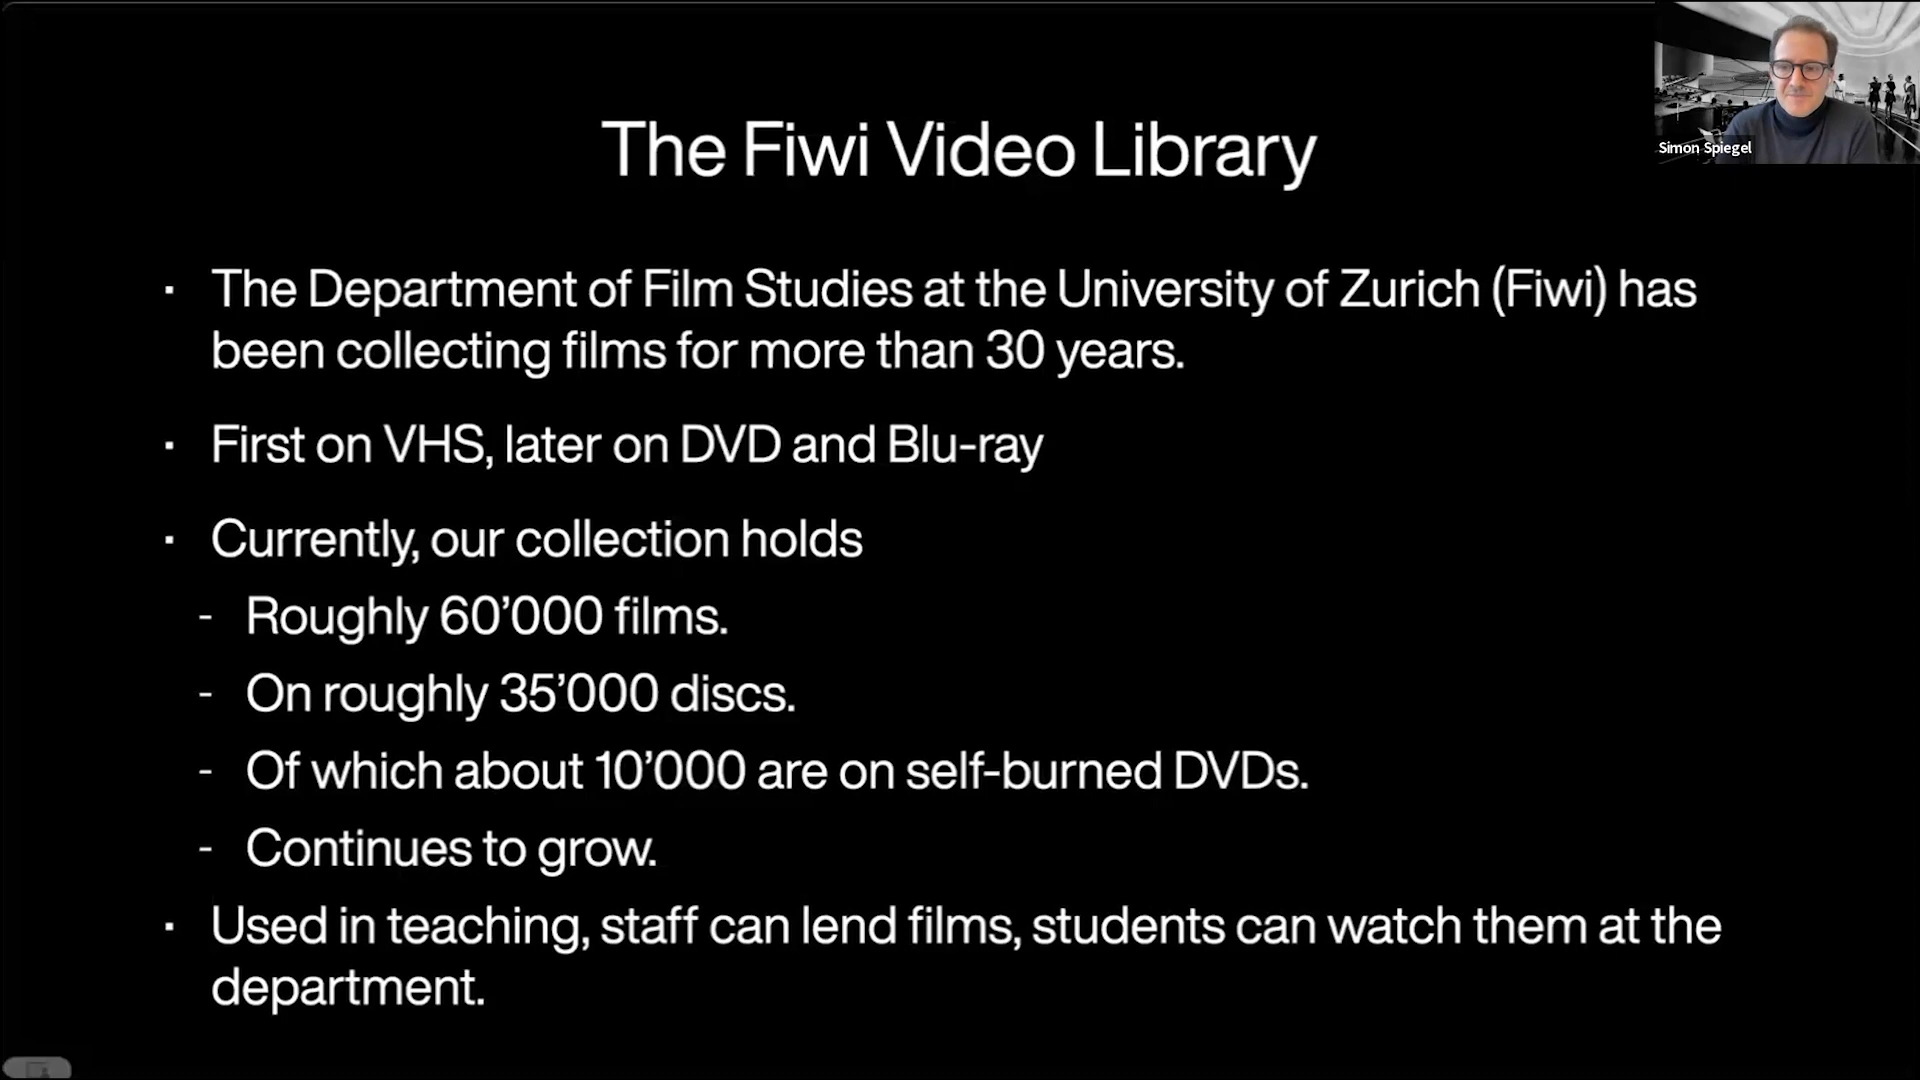 The Fiwi Video Library
Simon Spiegel
· The Department of Film Studies at the University of Zurich (Fiwi) has
been collecting films for more than 30 years.
· First on VHS, later on DVD and Blu-ray
· Currently, our collection holds
- Roughly 60’000 films.
- On roughly 35’000 discs.
- Of which about 10’000 are on self-burned DVDs.
- Continues to grow.
· Used in teaching, staff can lend films, students can watch them at the
department.